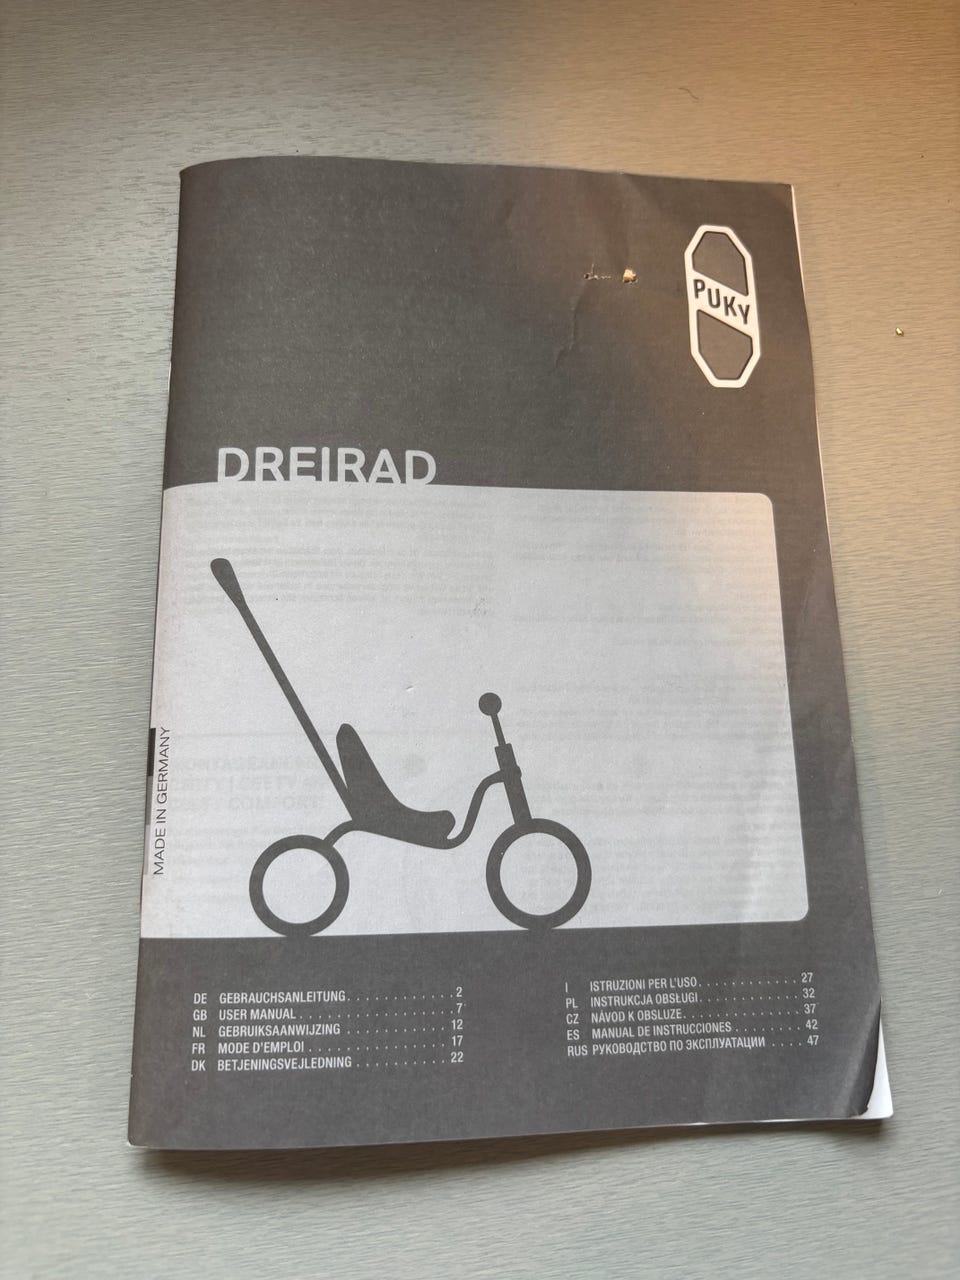 PUKY
DREIRAD
MADE IN GERMANY
DE GEBRAUCHSANLEITUNG. . . . . . . . . . . . 2
GB USER MANUAL . . . . . . . . . . . . . . . . . 7
NL GEBRUIKSAANWIJZING . . . . . . . . . . . 12
FR MODE D'EMPLOI . . . . . . . . . . . . . . . 17
DK BETJENINGSVEJLEDNING . . . . . . . . . . 22
I ISTRUZIONI PER L'USO. . . . . . . . . . . . 27
PL INSTRUKCJA OBSŁUGI . . . . . . . . . . . . 32
CZ NÁVOD K OBSLUZE. . . . . . . . . . . . . . 37
ES MANUAL DE INSTRUCCIONES . . . . . . . . 42
RUS РУКОВОДСТВО ПО ЭКСПЛУАТАЦИИ . . . . 47